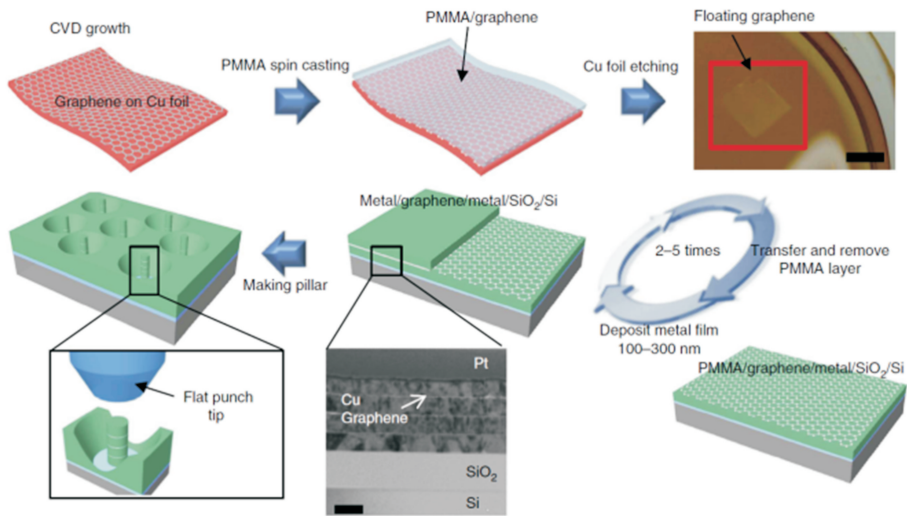 CVD growth
Graphene on Cu foil
PMMA spin casting
PMMA/graphene
Cu foil etching
Floating graphene
Making pillar
Metal/graphene/metal/SiO₂/Si
2–5 times
Transfer and remove
PMMA layer
Deposit metal film
100–300 nm
Flat punch
tip
Pt
Cu
Graphene
SiO₂
Si
PMMA/graphene/metal/SiO₂/Si